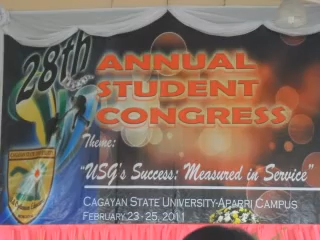 28th
ANNUAL
STUDENT
CONGRESS
Theme:
"USG's Success: Measured in Service"
CAGAYAN STATE UNIVERSITY-APARRI CAMPUS
FEBRUARY 23-25, 2011